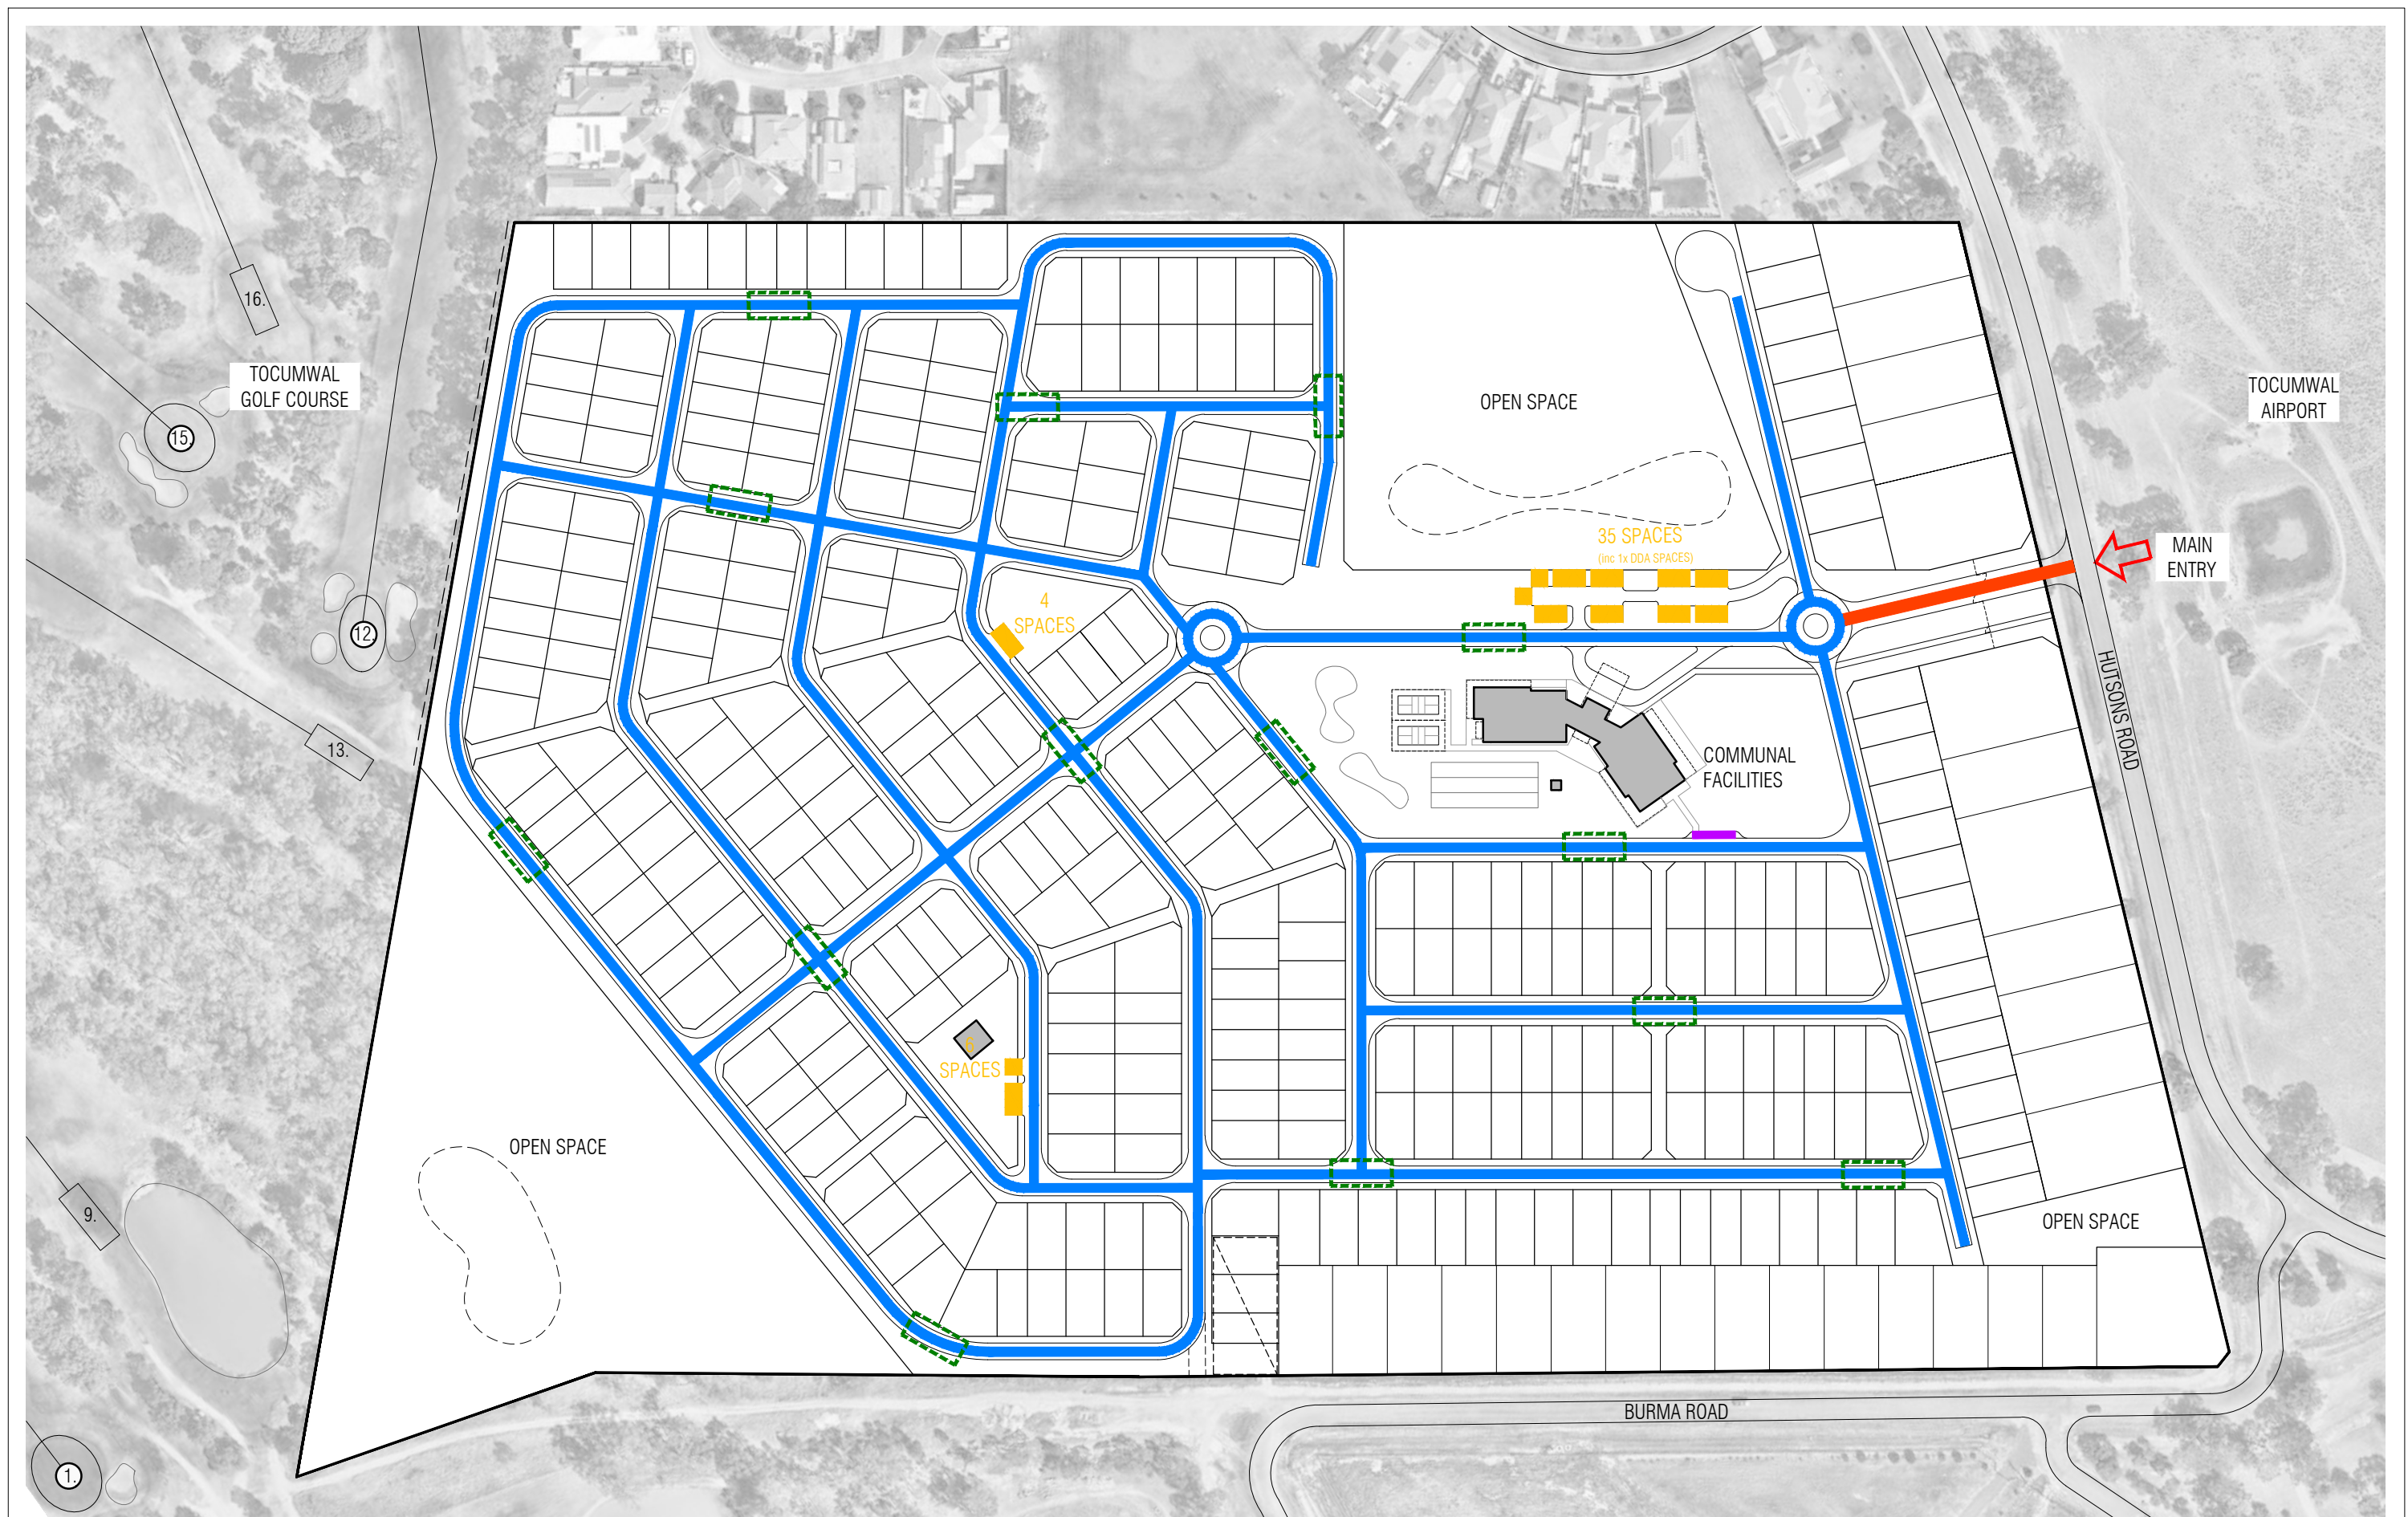 16.
TOCUMWAL
GOLF COURSE
15.
OPEN SPACE
TOCUMWAL
AIRPORT
35 SPACES
(inc 1x DDA SPACES)
MAIN
ENTRY
4
SPACES
12.
HUTSONS ROAD
13.
COMMUNAL
FACILITIES
6
SPACES
OPEN SPACE
9.
OPEN SPACE
BURMA ROAD
1.